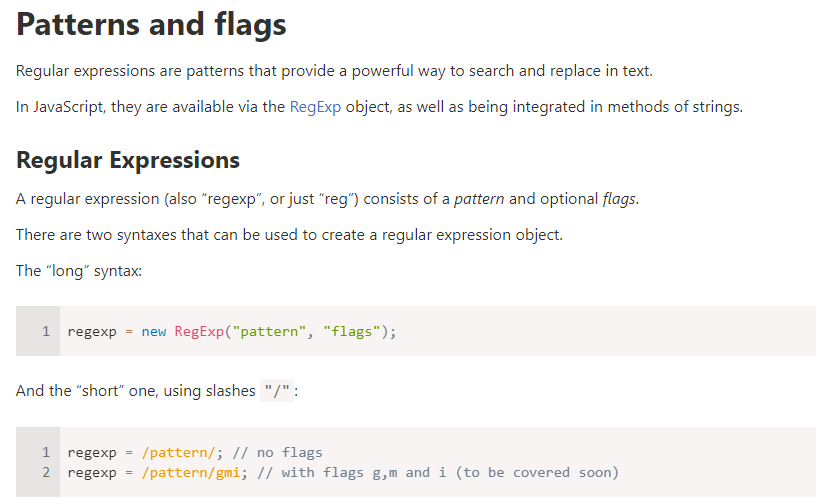 Patterns and flags
Regular expressions are patterns that provide a powerful way to search and replace in text.
In JavaScript, they are available via the RegExp object, as well as being integrated in methods of strings.
Regular Expressions
A regular expression (also “regexp”, or just “reg”) consists of a pattern and optional flags.
There are two syntaxes that can be used to create a regular expression object.
The “long” syntax:
1 regexp = new RegExp("pattern", "flags");
And the “short” one, using slashes "/":
1 regexp = /pattern/; // no flags
2 regexp = /pattern/gmi; // with flags g,m and i (to be covered soon)